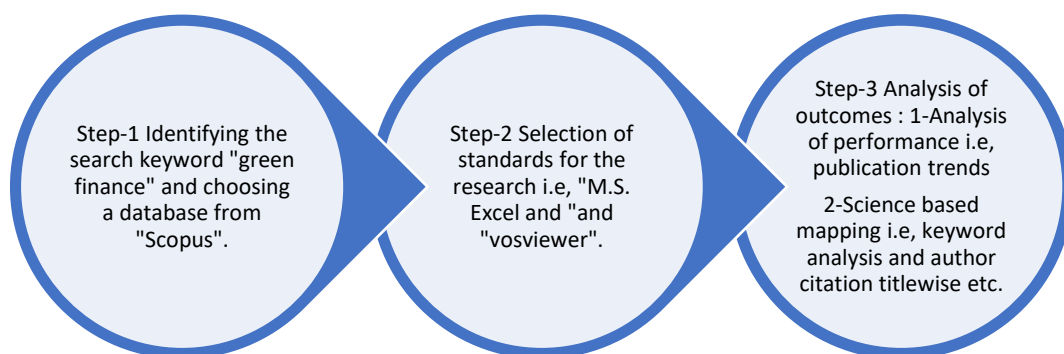 Step-1 Identifying the
search keyword "green
finance" and choosing
a database from
"Scopus".
Step-2 Selection of
standards for the
research i.e, "M.S.
Excel and "and
"vosviewer".
Step-3 Analysis of
outcomes : 1-Analysis
of performance i.e,
publication trends
2-Science based
mapping i.e, keyword
analysis and author
citation titlewise etc.